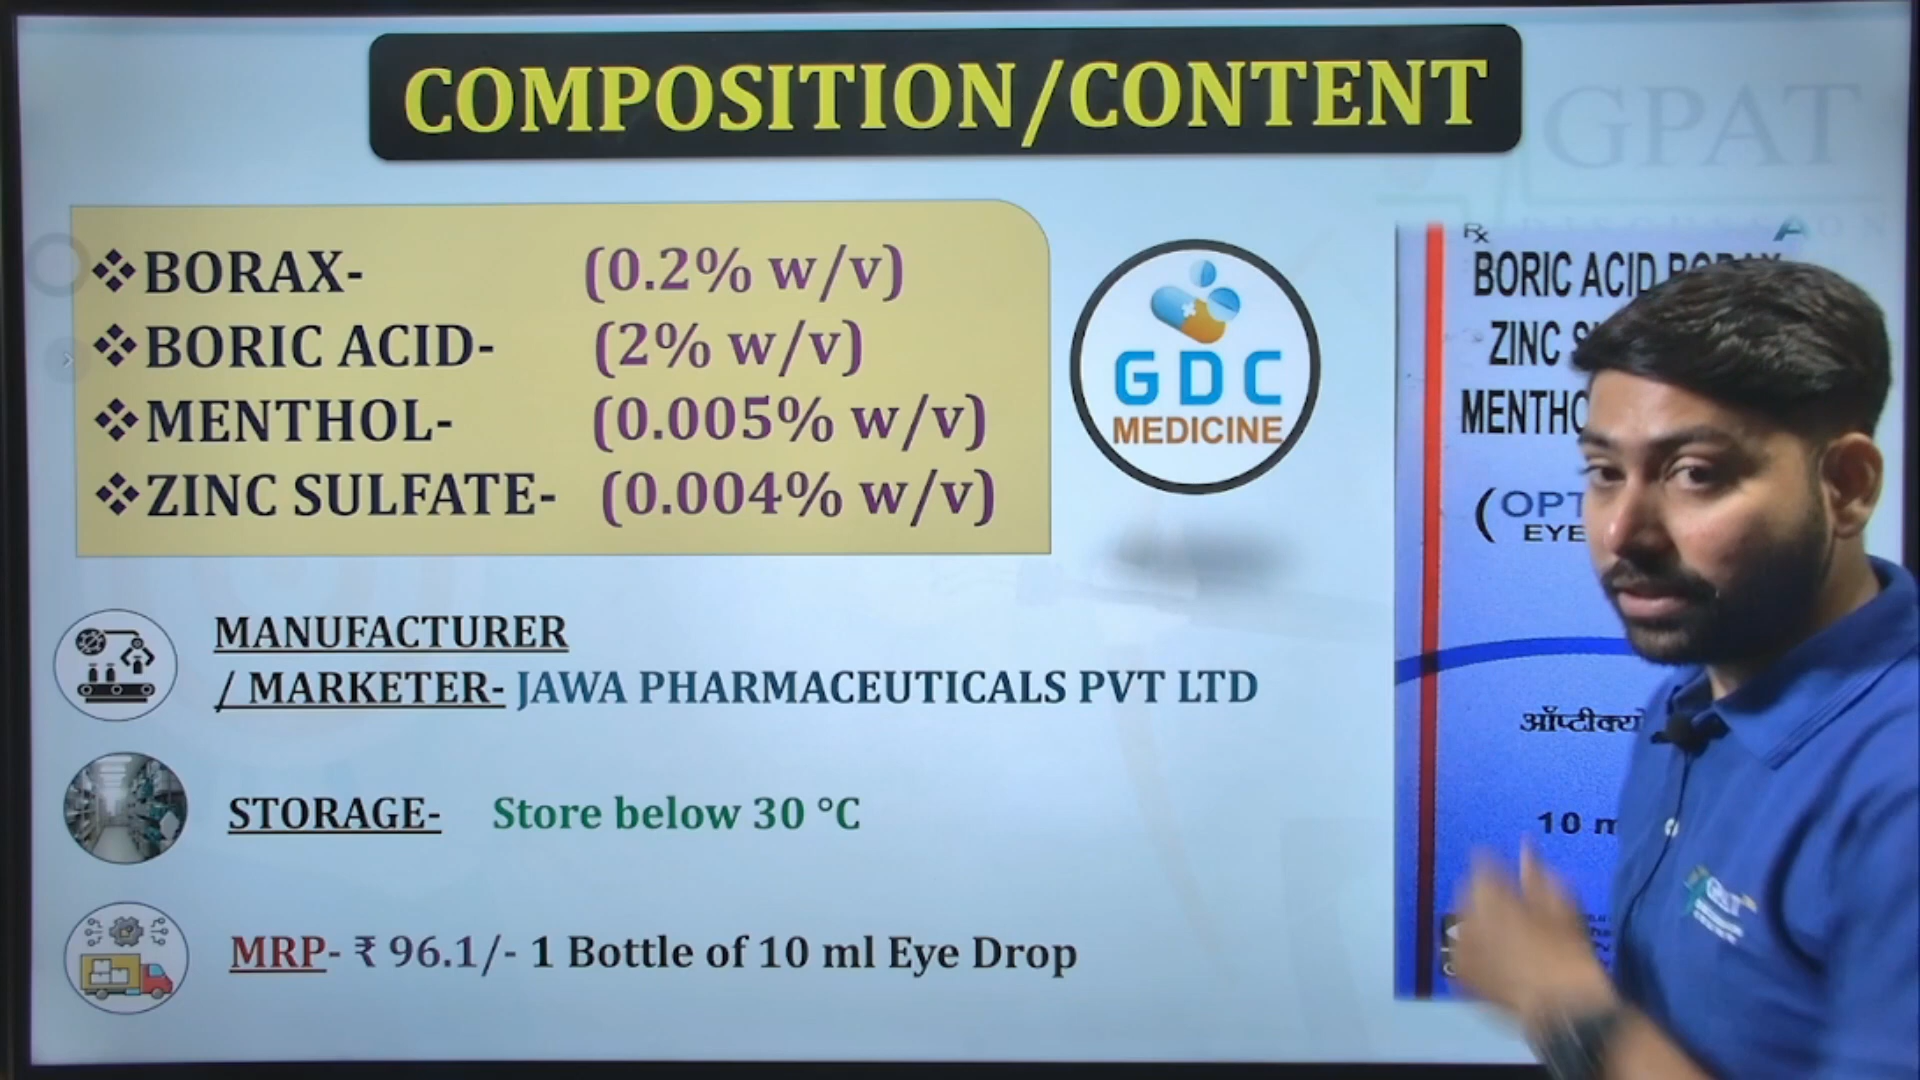 COMPOSITION/CONTENT
GPAT
❖BORAX- (0.2% w/v)
❖BORIC ACID- (2% w/v)
❖MENTHOL- (0.005% w/v)
❖ZINC SULFATE- (0.004% w/v)
GDC
MEDICINE
Rx
BORIC ACID
ZINC
(OPT
EYE
10 m
MANUFACTURER
/ MARKETER- JAWA PHARMACEUTICALS PVT LTD
STORAGE- Store below 30 °C
MRP- ₹ 96.1/- 1 Bottle of 10 ml Eye Drop
GPAT